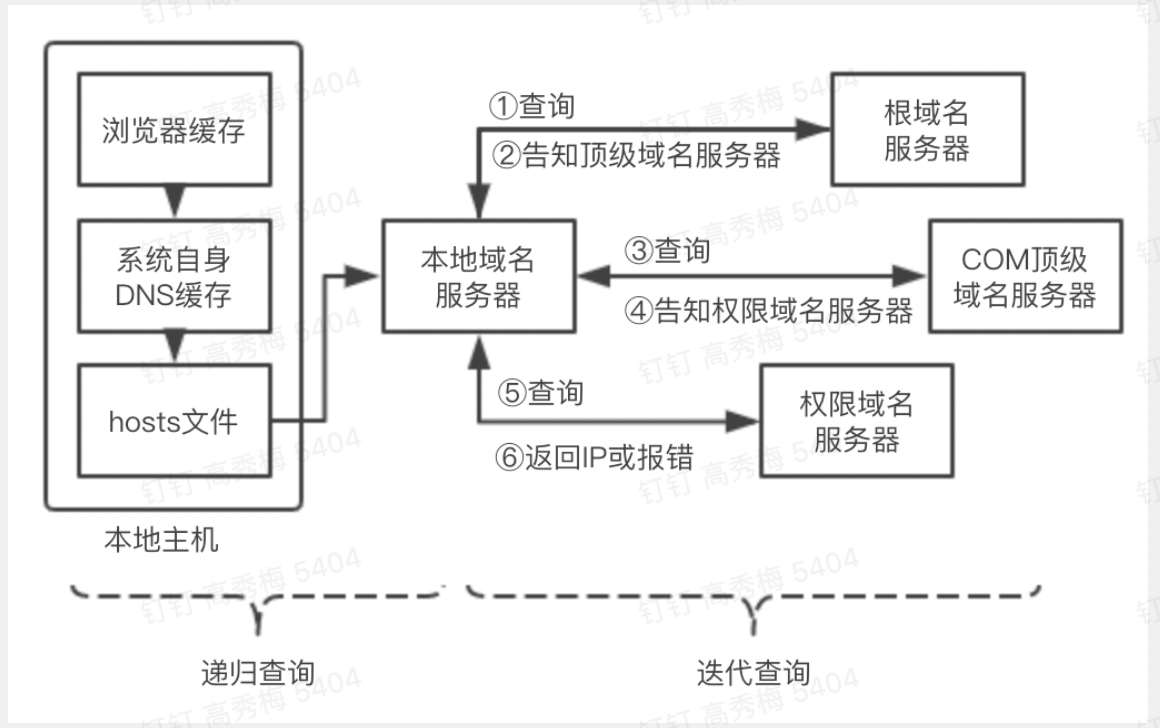 浏览器缓存
系统自身
DNS缓存
hosts文件
本地主机
本地域名
服务器
①查询
②告知顶级域名服务器
根域名
服务器
③查询
④告知权限域名服务器
COM顶级
域名服务器
⑤查询
⑥返回IP或报错
权限域名
服务器
递归查询
迭代查询
钉钉 高秀梅 5404